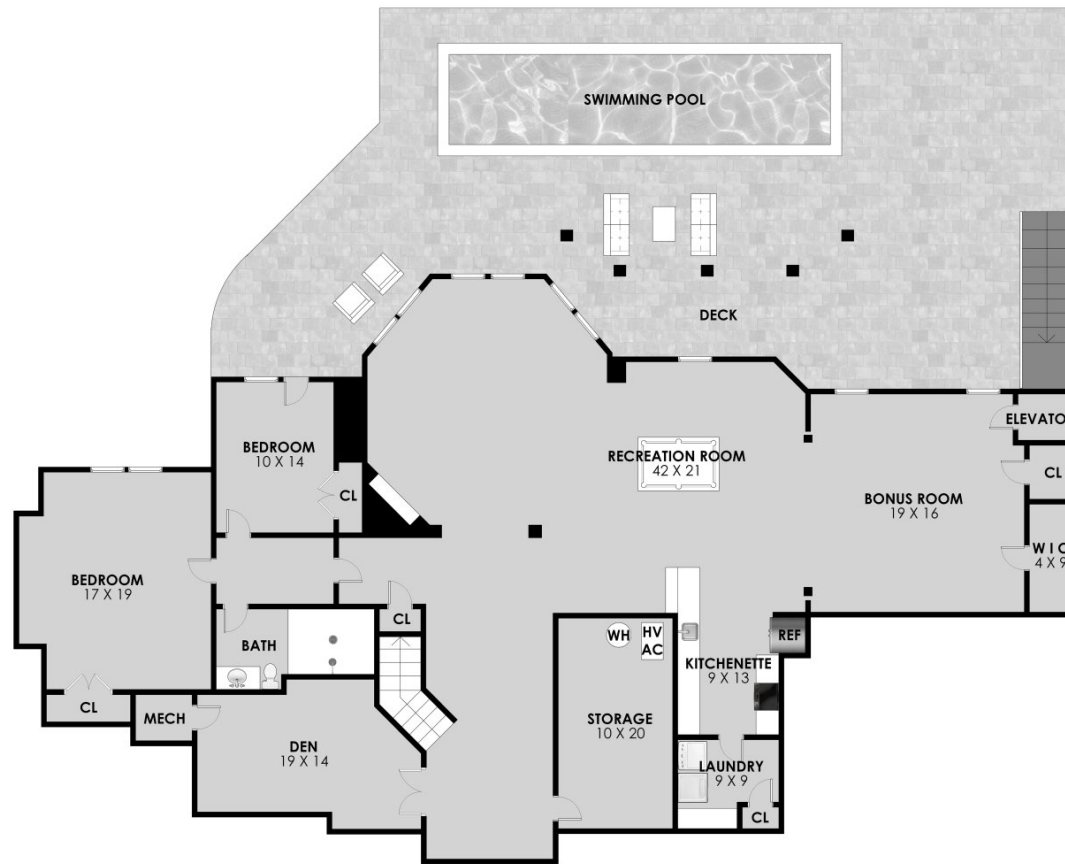 SWIMMING POOL
DECK
ELEVATO
BEDROOM
10 X 14
RECREATION ROOM
42 X 21
CL
CL
BONUS ROOM
19 X 16
BEDROOM
17 X 19
W I C
4 X 9
CL
WH
HV
AC
REF
BATH
KITCHENETTE
9 X 13
CL
MECH
STORAGE
10 X 20
DEN
19 X 14
LAUNDRY
9 X 9
CL